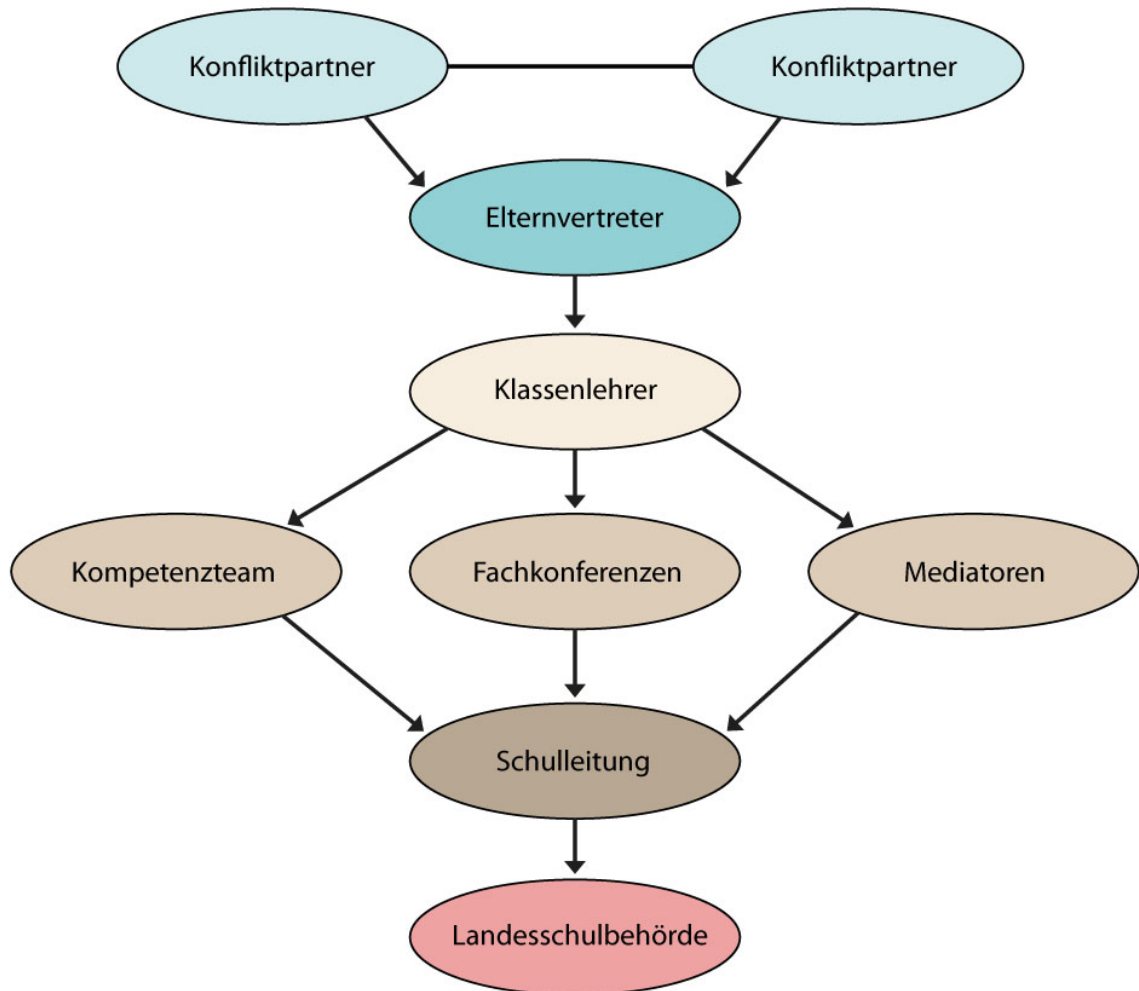 Konfliktpartner
Konfliktpartner
Elternvertreter
Klassenlehrer
Kompetenzteam
Fachkonferenzen
Mediatoren
Schulleitung
Landesschulbehörde